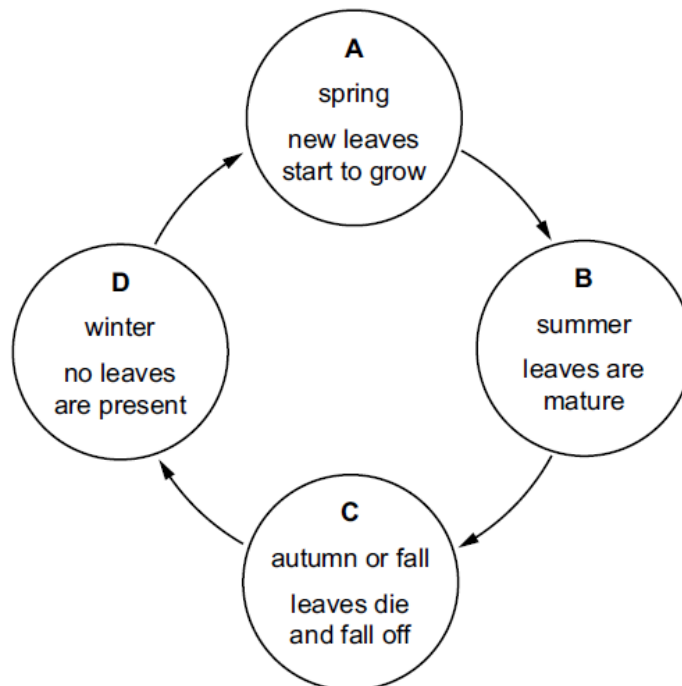 A
spring
new leaves
start to grow
B
summer
leaves are
mature
C
autumn or fall
leaves die
and fall off
D
winter
no leaves
are present